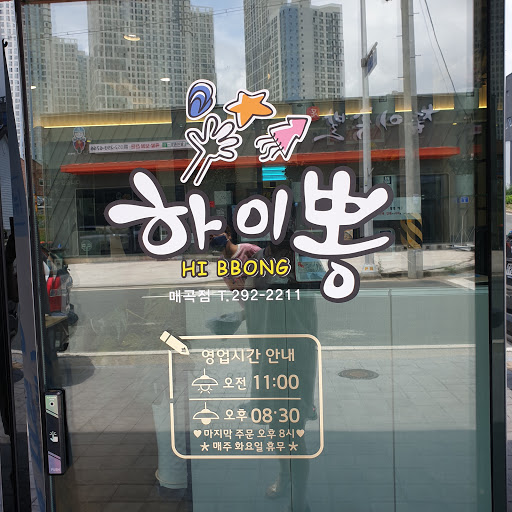 하이뽕
HI BBONG
매곡점 T.292-2211
영업시간 안내
오전 11:00
오후 08:30
♥마지막 주문 오후 8시♥
★매주 화요일 휴무★